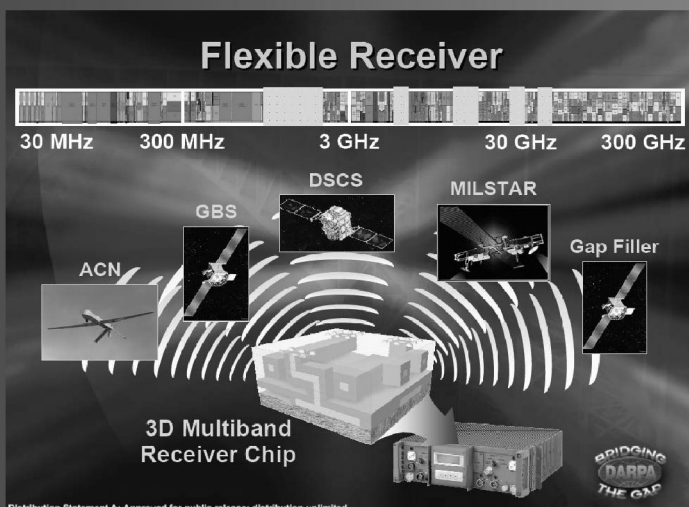 Flexible Receiver
30 MHz 300 MHz 3 GHz 30 GHz 300 GHz
DSCS
MILSTAR
GBS
Gap Filler
ACN
3D Multiband
Receiver Chip
BRIDGING
DARPA
THE GAP
Distribution Statement A: Approved for public release; distribution unlimited